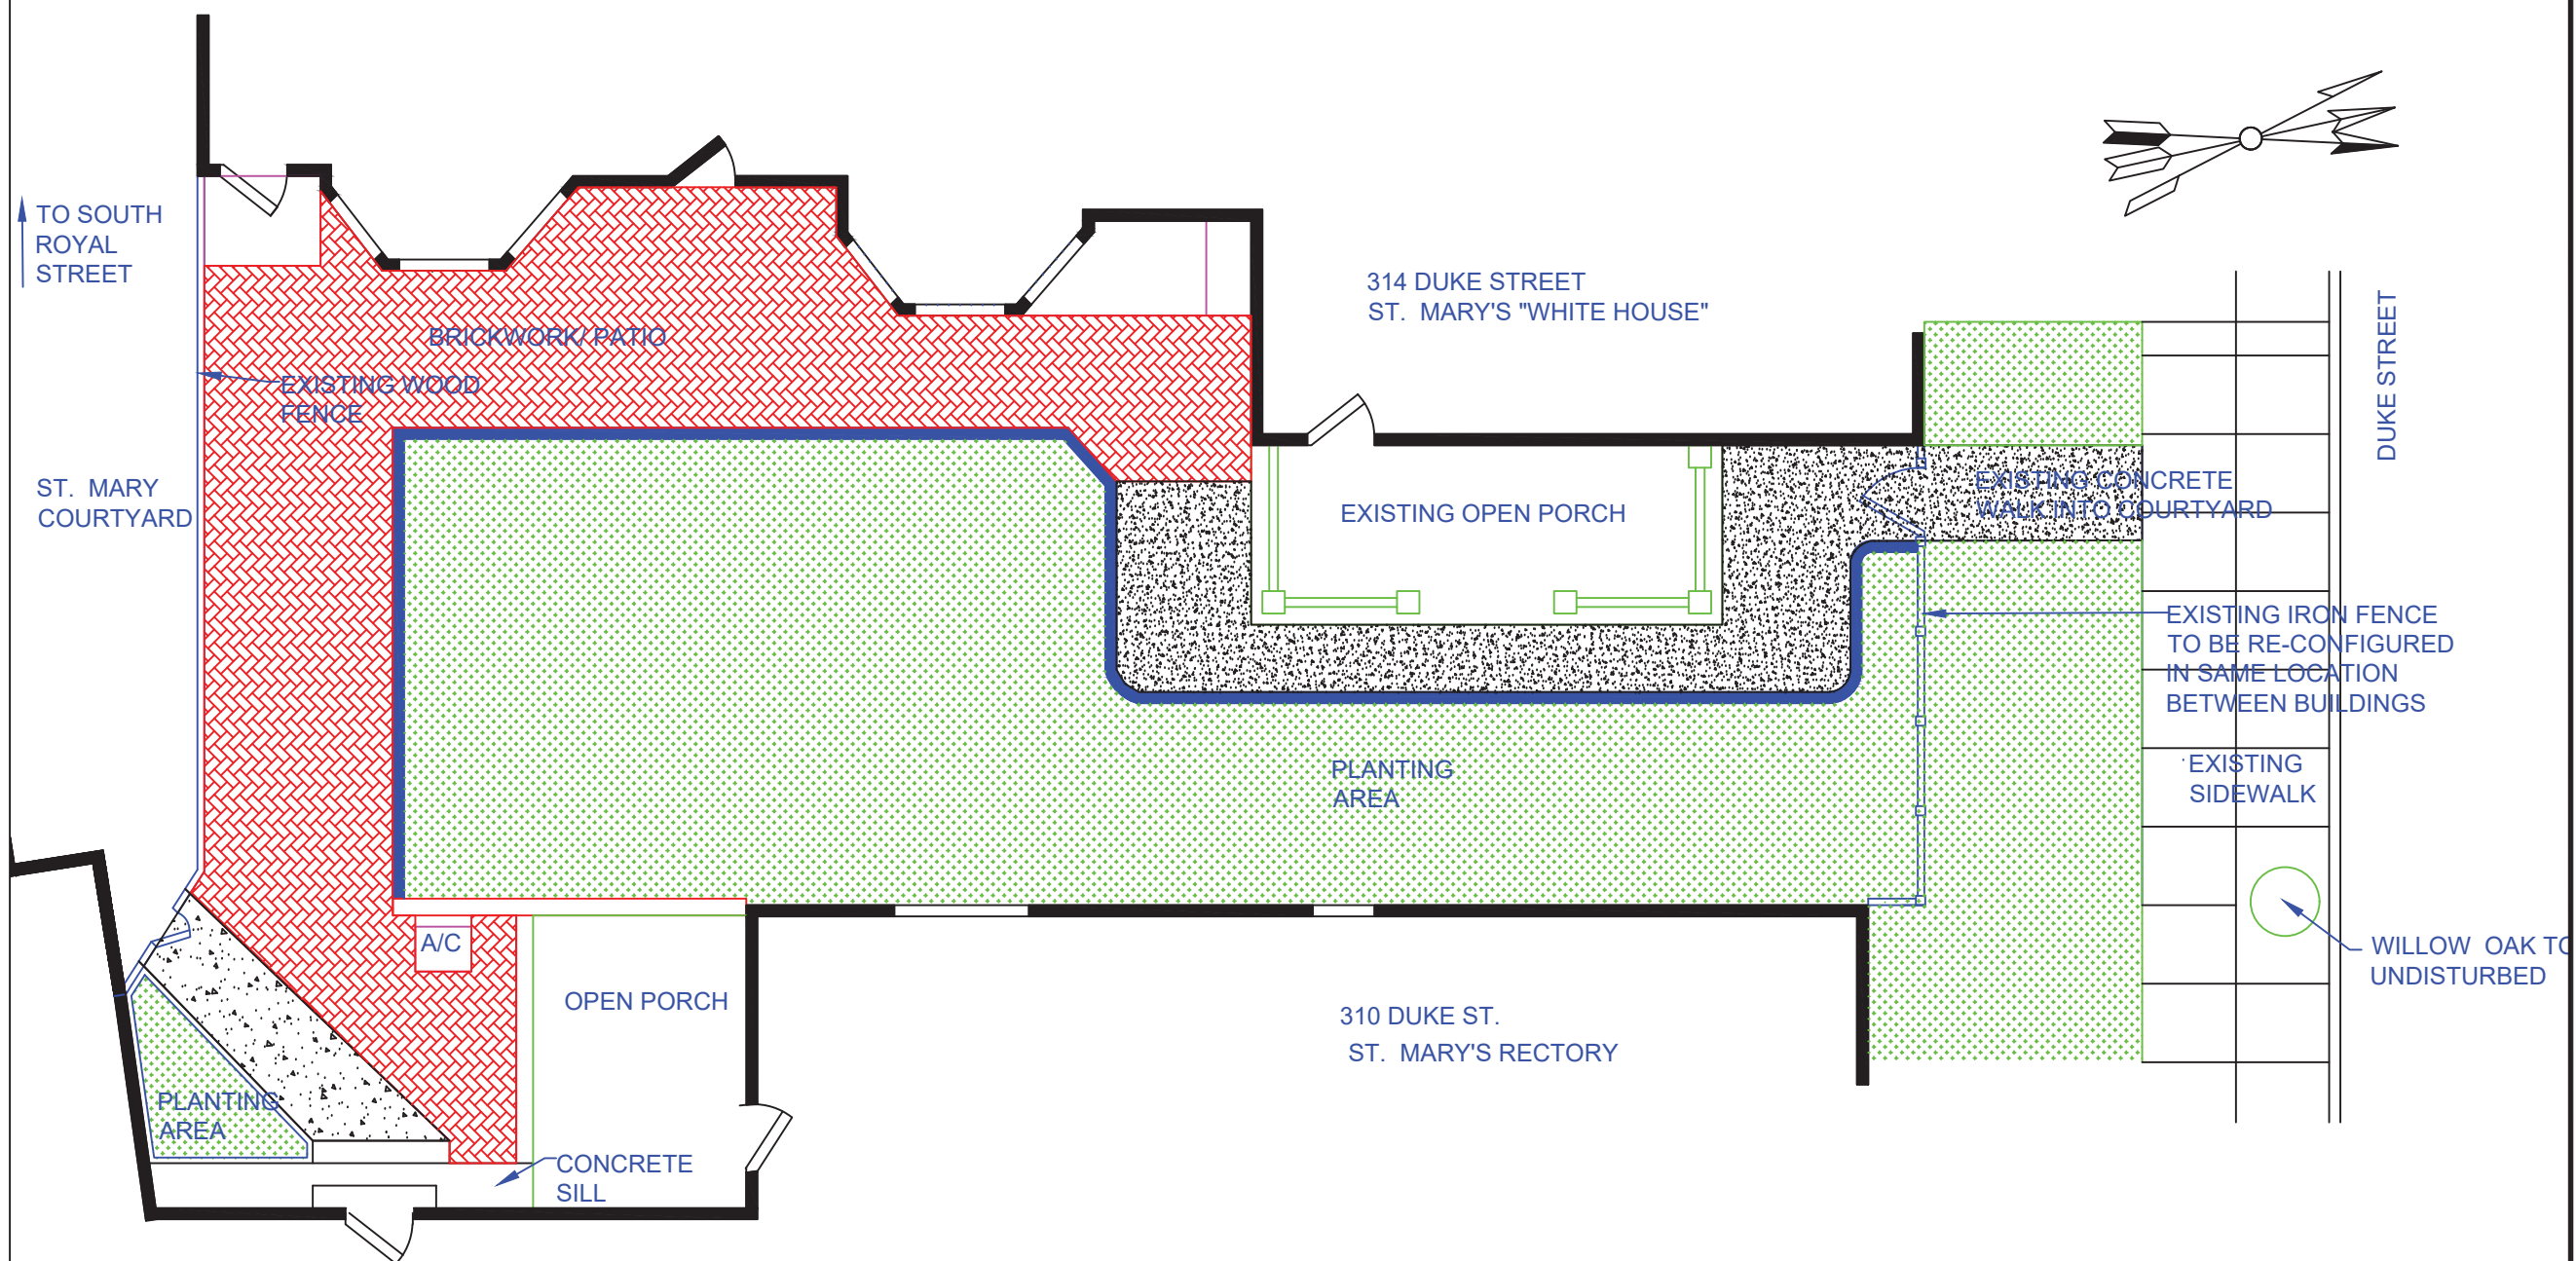 TO SOUTH
ROYAL
STREET
314 DUKE STREET
ST. MARY'S "WHITE HOUSE"
DUKE STREET
BRICKWORK/ PATIO
EXISTING WOOD
FENCE
ST. MARY
COURTYARD
EXISTING OPEN PORCH
EXISTING CONCRETE
WALK INTO COURTYARD
EXISTING IRON FENCE
TO BE RE-CONFIGURED
IN SAME LOCATION
BETWEEN BUILDINGS
PLANTING
AREA
EXISTING
SIDEWALK
A/C
OPEN PORCH
310 DUKE ST.
ST. MARY'S RECTORY
WILLOW OAK TO
UNDISTURBED
PLANTING
AREA
CONCRETE
SILL